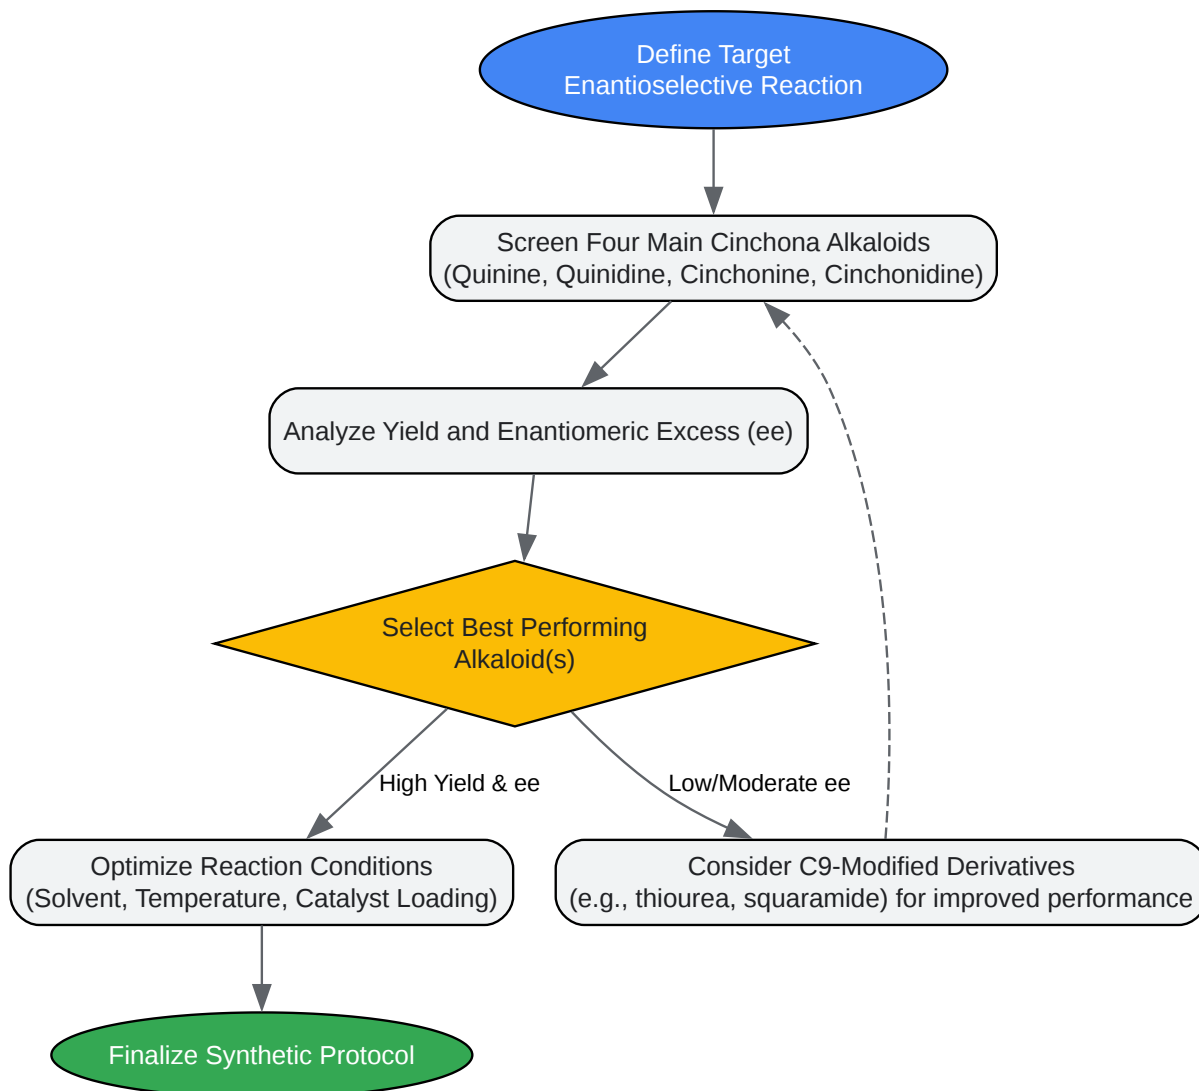 Define Target
Enantioselective Reaction
Screen Four Main Cinchona Alkaloids
(Quinine, Quinidine, Cinchonine, Cinchonidine)
Analyze Yield and Enantiomeric Excess (ee)
Select Best Performing
Alkaloid(s)
High Yield & ee
Low/Moderate ee
Optimize Reaction Conditions
(Solvent, Temperature, Catalyst Loading)
Consider C9-Modified Derivatives
(e.g., thiourea, squaramide) for improved performance
Finalize Synthetic Protocol